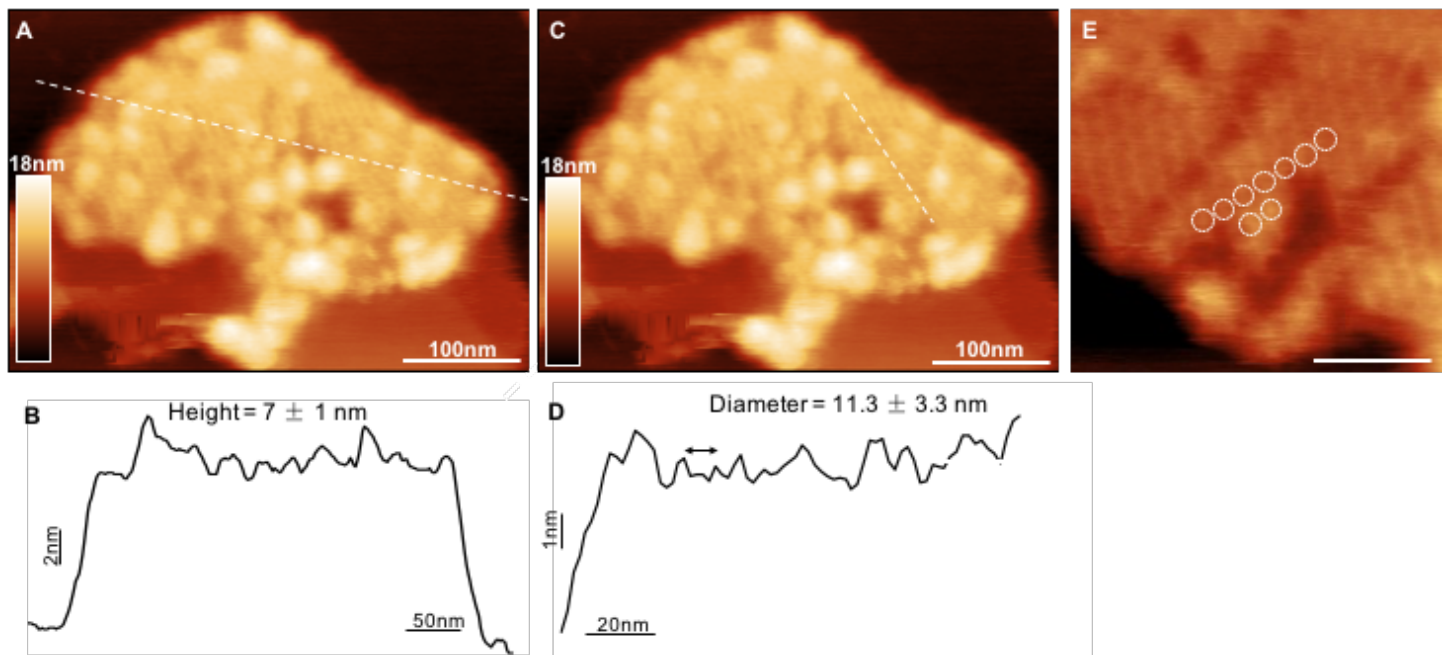 A
C
E
18nm
18nm
100nm
100nm
B
Height = 7 ± 1 nm
D
Diameter = 11.3 ± 3.3 nm
2nm
1nm
50nm
20nm